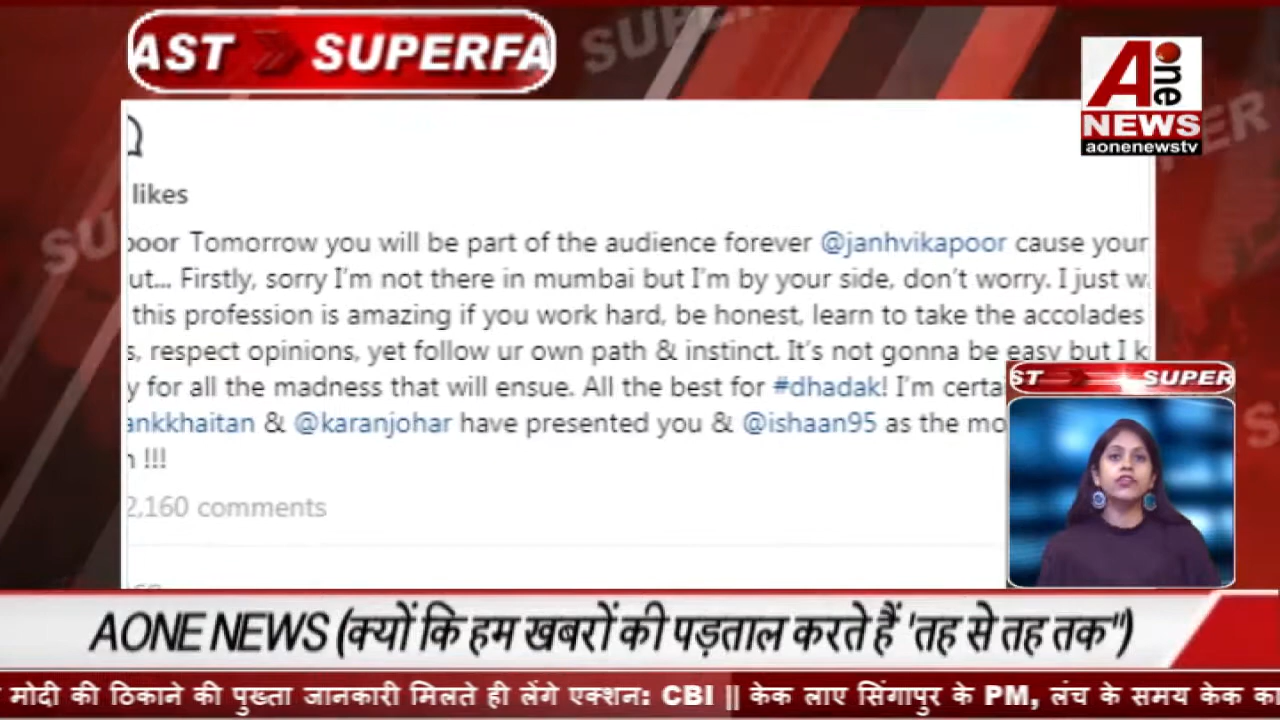 AST SUPERFA
Aone
NEWS
aonenewstv
likes
poor Tomorrow you will be part of the audience forever @janhvikapoor cause your
ut... Firstly, sorry I'm not there in mumbai but I'm by your side, don't worry. I just w
this profession is amazing if you work hard, be honest, learn to take the accolades
s, respect opinions, yet follow ur own path & instinct. It's not gonna be easy but I k
y for all the madness that will ensue. All the best for #dhadak! I'm certa
ankkhaitan & @karanjohar have presented you & @ishaan95 as the mo
!!!
2,160 comments
ST SUPER
AONE NEWS (क्यों कि हम खबरों की पड़ताल करते हैं 'तह से तह तक")
मोदी की ठिकाने की पुख्ता जानकारी मिलते ही लेंगे एक्शन: CBI || केक लाए सिंगापुर के PM, लंच के समय केक का